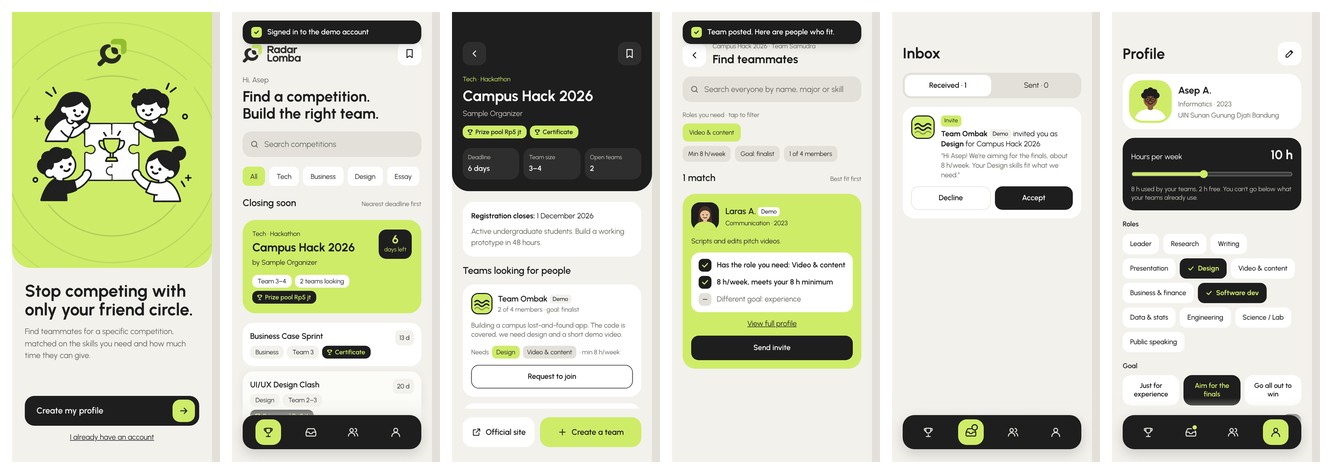 Stop competing with
only your friend circle.
Find teammates for a specific competition,
matched on the skills you need and how much
time they can give.
Create my profile
I already have an account
Signed in to the demo account
Radar
Lomba
Hi, Asep
Find a competition.
Build the right team.
Search competitions
All
Tech
Business
Design
Essay
Closing soon
Nearest deadline first
Tech · Hackathon
Campus Hack 2026
by Sample Organizer
6
days left
Team 3–4
2 teams looking
Prize pool Rp5 jt
Business Case Sprint
13 d
Business
Team 3
Certificate
UI/UX Design Clash
20 d
Design
Team 2–3
Tech · Hackathon
Campus Hack 2026
Sample Organizer
Prize pool Rp5 jt
Certificate
Deadline
6 days
Team size
3–4
Open teams
2
Registration closes: 1 December 2026
Active undergraduate students. Build a working
prototype in 48 hours.
Teams looking for people
Team Ombak Demo
2 of 4 members · goal: finalist
Building a campus lost-and-found app. The code is
covered, we need design and a short demo video.
Needs Design Video & content · min 8 h/week
Request to join
Official site
Create a team
Team posted. Here are people who fit.
Campus Hack 2026 · Team Samudra
Find teammates
Search everyone by name, major or skill
Roles you need · tap to filter
Video & content
Min 8 h/week
Goal: finalist
1 of 4 members
1 match
Best fit first
Laras A. Demo
Communication · 2023
Scripts and edits pitch videos.
Has the role you need: Video & content
8 h/week, meets your 8 h minimum
Different goal: experience
View full profile
Send invite
Inbox
Received · 1
Sent · 0
Invite
Team Ombak Demo invited you as
Design for Campus Hack 2026
"Hi Asep! We're aiming for the finals, about
8 h/week. Your Design skills fit what we
need."
Decline
Accept
Profile
Asep A.
Informatics · 2023
UIN Sunan Gunung Djati Bandung
Hours per week
10 h
8 h used by your teams, 2 h free. You can't go below what
your teams already use.
Roles
Leader
Research
Writing
Presentation
Design
Video & content
Business & finance
Software dev
Data & stats
Engineering
Science / Lab
Public speaking
Goal
Just for
experience
Aim for the
finals
Go all out to
win